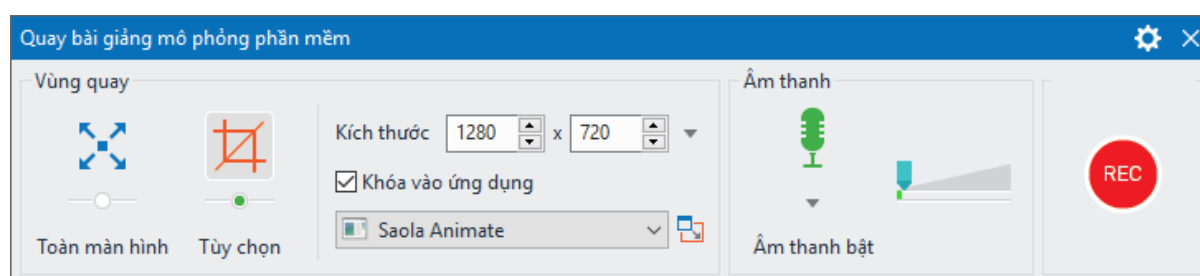 Quay bài giảng mô phỏng phần mềm
Vùng quay
Toàn màn hình
Tùy chọn
Kích thước 1280 x 720
Khóa vào ứng dụng
Saola Animate
Âm thanh
Âm thanh bật
REC